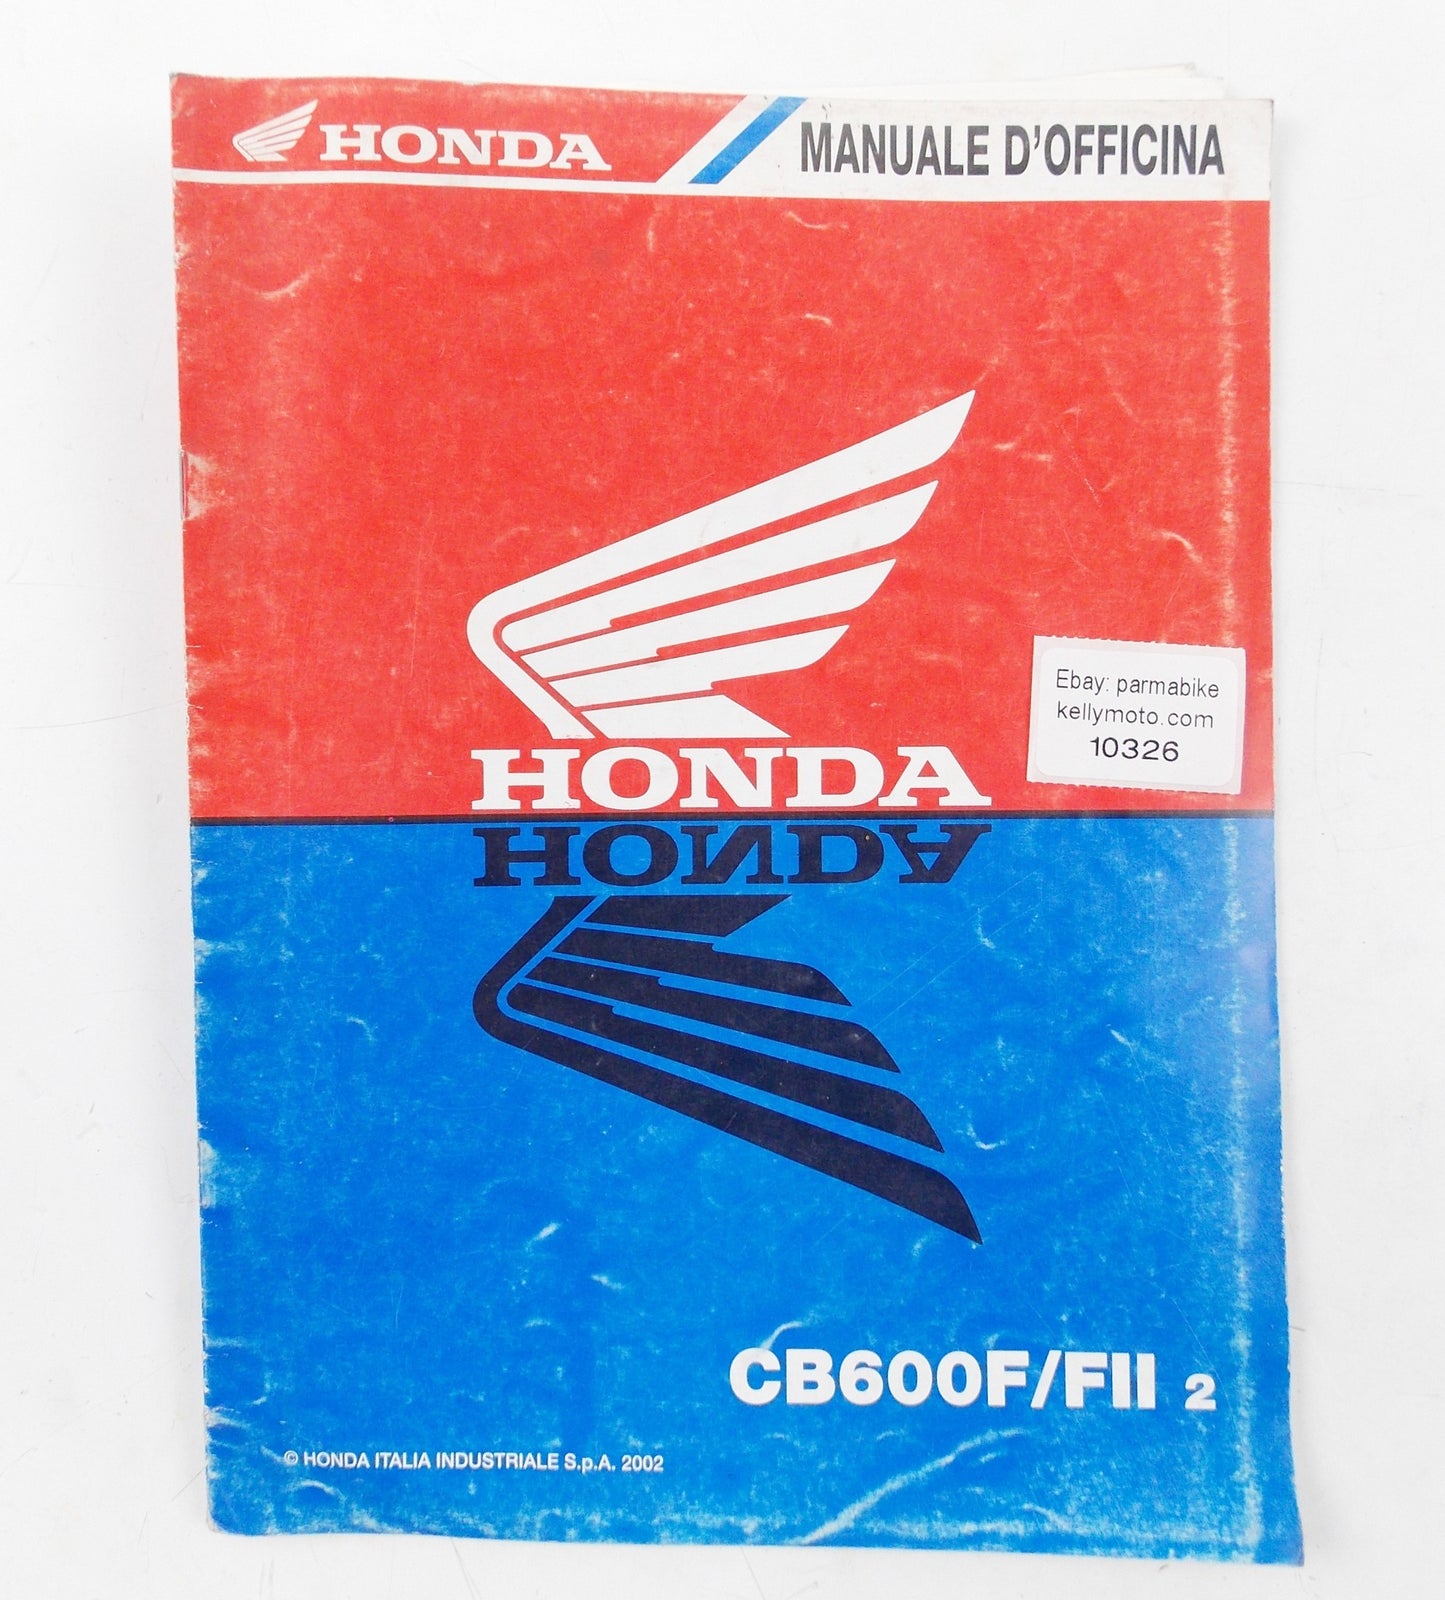 HONDA
MANUALE D'OFFICINA
Ebay: parmabike
kellymoto.com
10326
HONDA
HONDA
CB600F/FII 2
© HONDA ITALIA INDUSTRIALE S.p.A. 2002